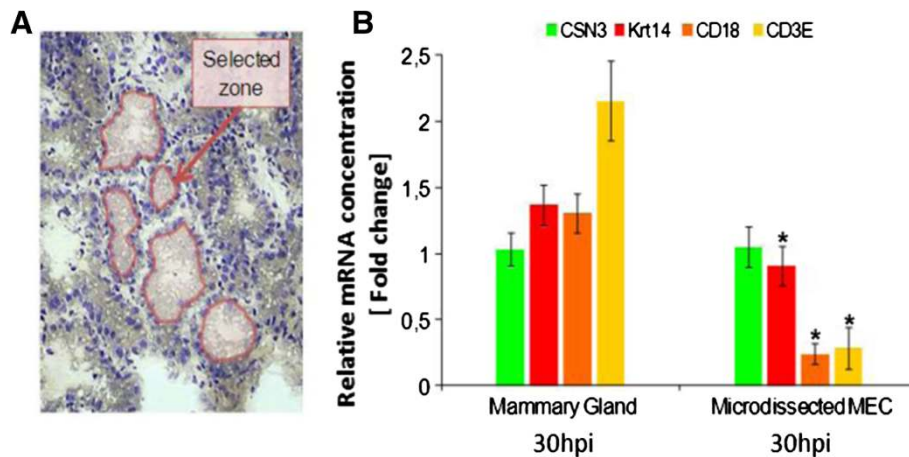 A
Selected
zone
B
CSN3 Krt14 CD18 CD3E
Relative mRNA concentration
[ Fold change]
2,5
2
1,5
1
0,5
0
*
*
*
Mammary Gland
Microdissected MEC
30hpi
30hpi